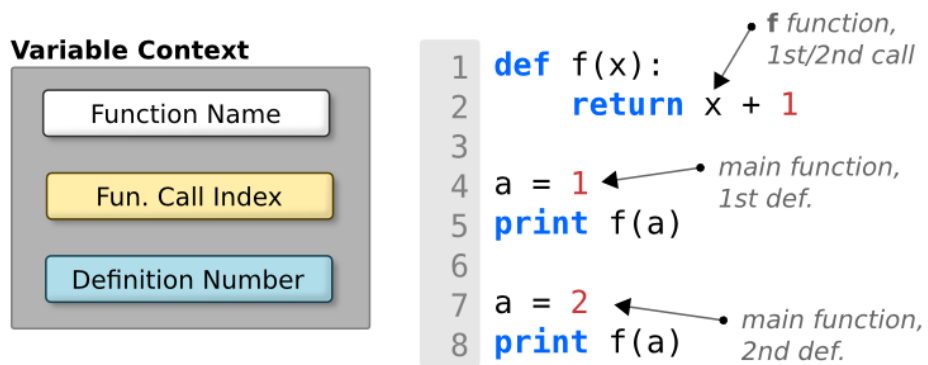 Variable Context
Function Name
Fun. Call Index
Definition Number
f function,
1st/2nd call
1 def f(x):
2     return x + 1
3
4 a = 1
main function,
1st def.
5 print f(a)
6
7 a = 2
main function,
2nd def.
8 print f(a)